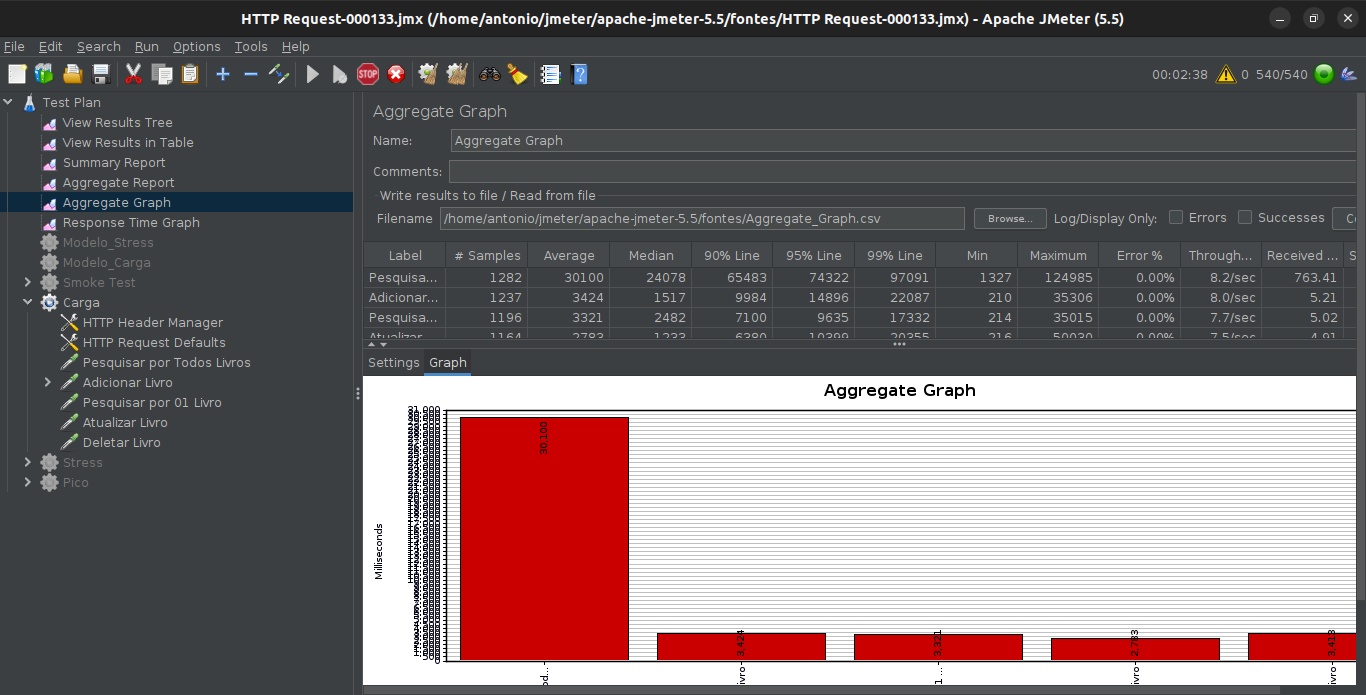 HTTP Request-000133.jmx (/home/antonio/jmeter/apache-jmeter-5.5/fontes/HTTP Request-000133.jmx) - Apache JMeter (5.5)
File Edit Search Run Options Tools Help
STOP 00:02:38 0 540/540
Test Plan
View Results Tree
View Results in Table
Summary Report
Aggregate Report
Aggregate Graph
Response Time Graph
Modelo_Stress
Modelo_Carga
Smoke Test
Carga
HTTP Header Manager
HTTP Request Defaults
Pesquisar por Todos Livros
Adicionar Livro
Pesquisar por 01 Livro
Atualizar Livro
Deletar Livro
Stress
Pico
Aggregate Graph
Name: Aggregate Graph
Comments:
Write results to file / Read from file
Filename /home/antonio/jmeter/apache-jmeter-5.5/fontes/Aggregate_Graph.csv Browse... Log/Display Only: Errors Successes Co
Label # Samples Average Median 90% Line 95% Line 99% Line Min Maximum Error % Through... Received ... S
Pesquisa... 1282 30100 24078 65483 74322 97091 1327 124985 0.00% 8.2/sec 763.41
Adicionar... 1237 3424 1517 9984 14896 22087 210 35306 0.00% 8.0/sec 5.21
Pesquisa... 1196 3321 2482 7100 9635 17332 214 35015 0.00% 7.7/sec 5.02
Atualizar... 1164 2783 1233 6380 10399 20355 216 50030 0.00% 7.5/sec 4.91
Settings Graph
Aggregate Graph
Milliseconds
31,000
30,100
3,424
3,321
2,783
3,413
od...
ivro
1 ...
ivro
ivro